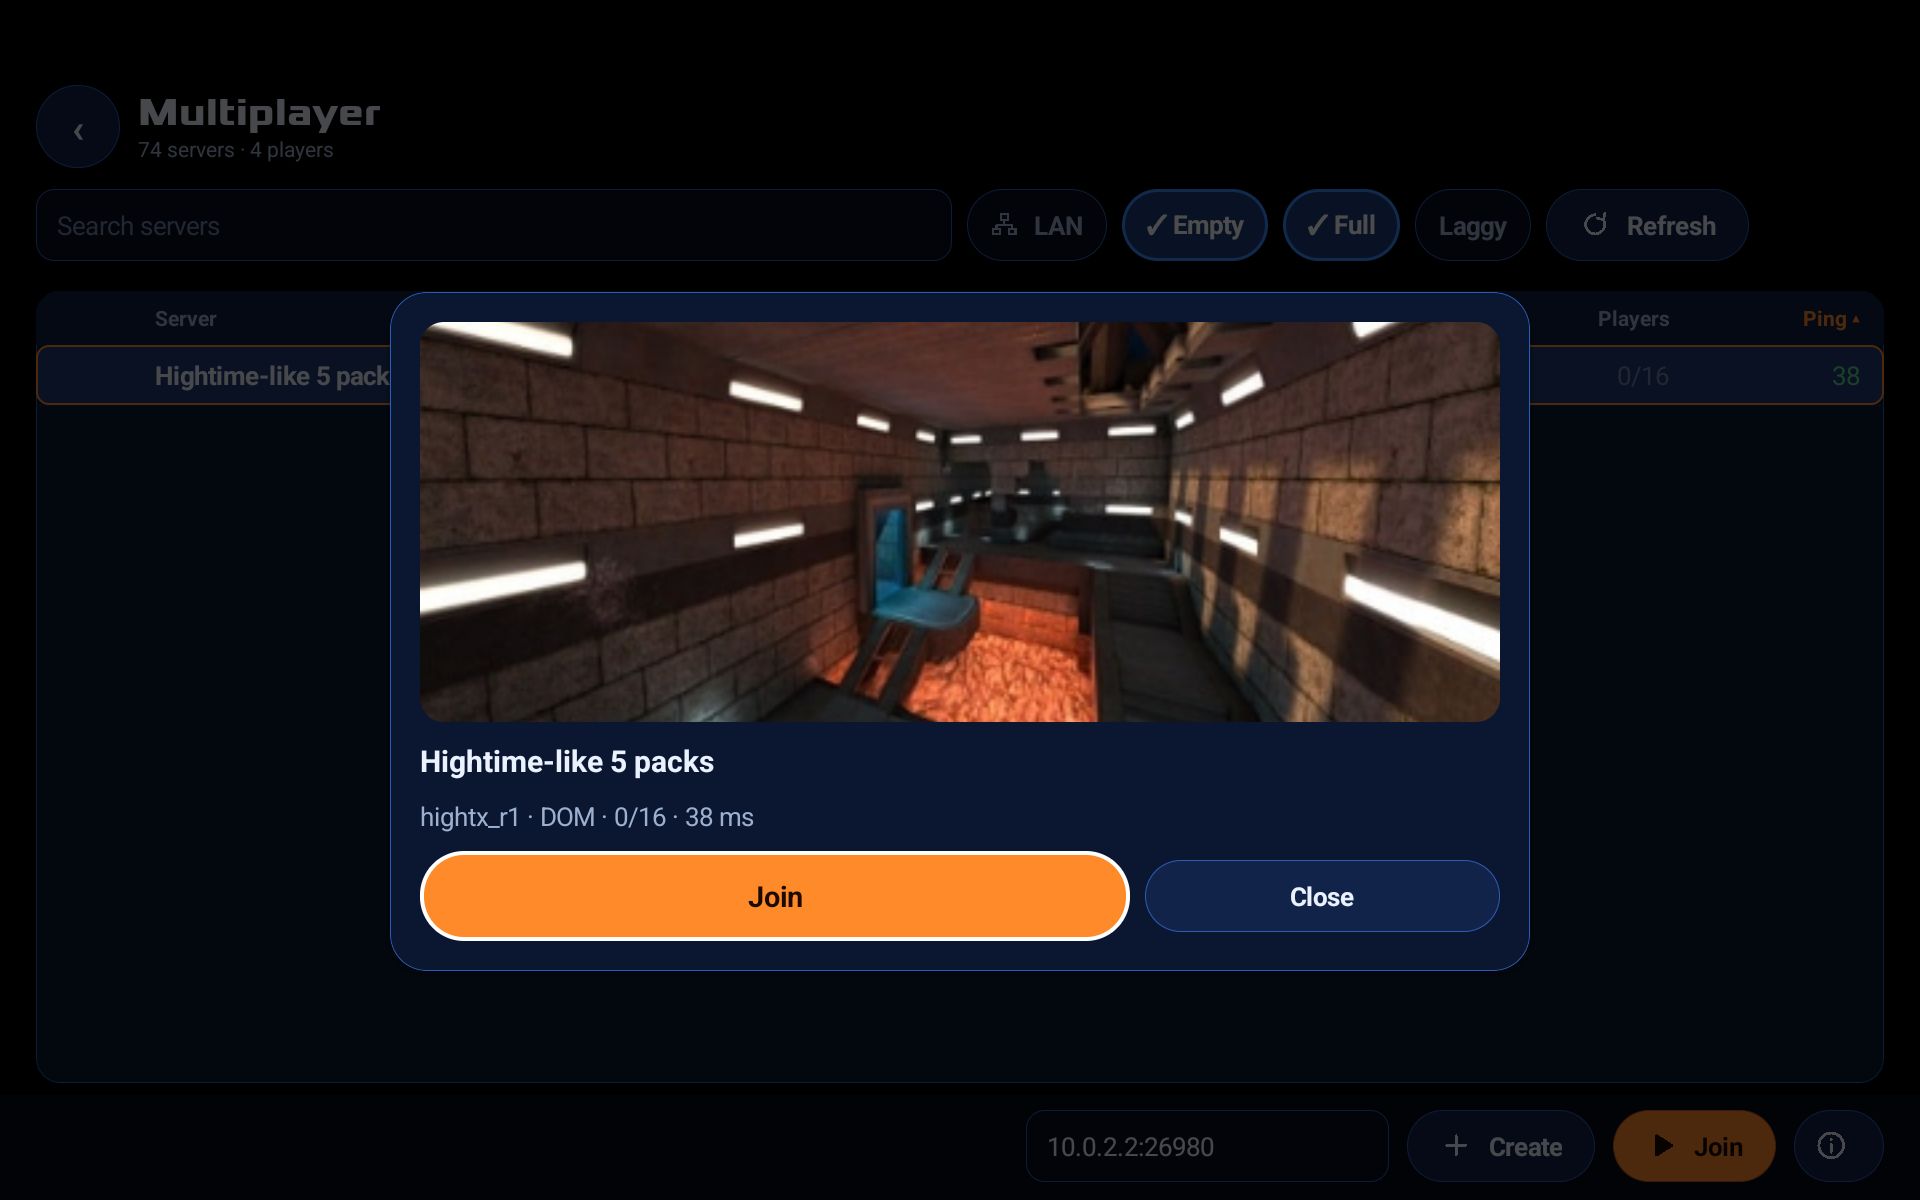 ‹
Multiplayer
74 servers · 4 players
Search servers
LAN
✓ Empty
✓ Full
Laggy
Refresh
Server
Players
Ping ▲
Hightime-like 5 pack
0/16
38
Hightime-like 5 packs
hightx_r1 · DOM · 0/16 · 38 ms
Join
Close
10.0.2.2:26980
+ Create
Join